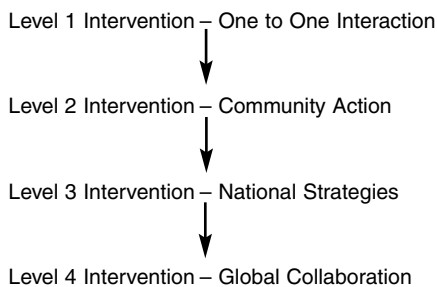 Level 1 Intervention – One to One Interaction
Level 2 Intervention – Community Action
Level 3 Intervention – National Strategies
Level 4 Intervention – Global Collaboration